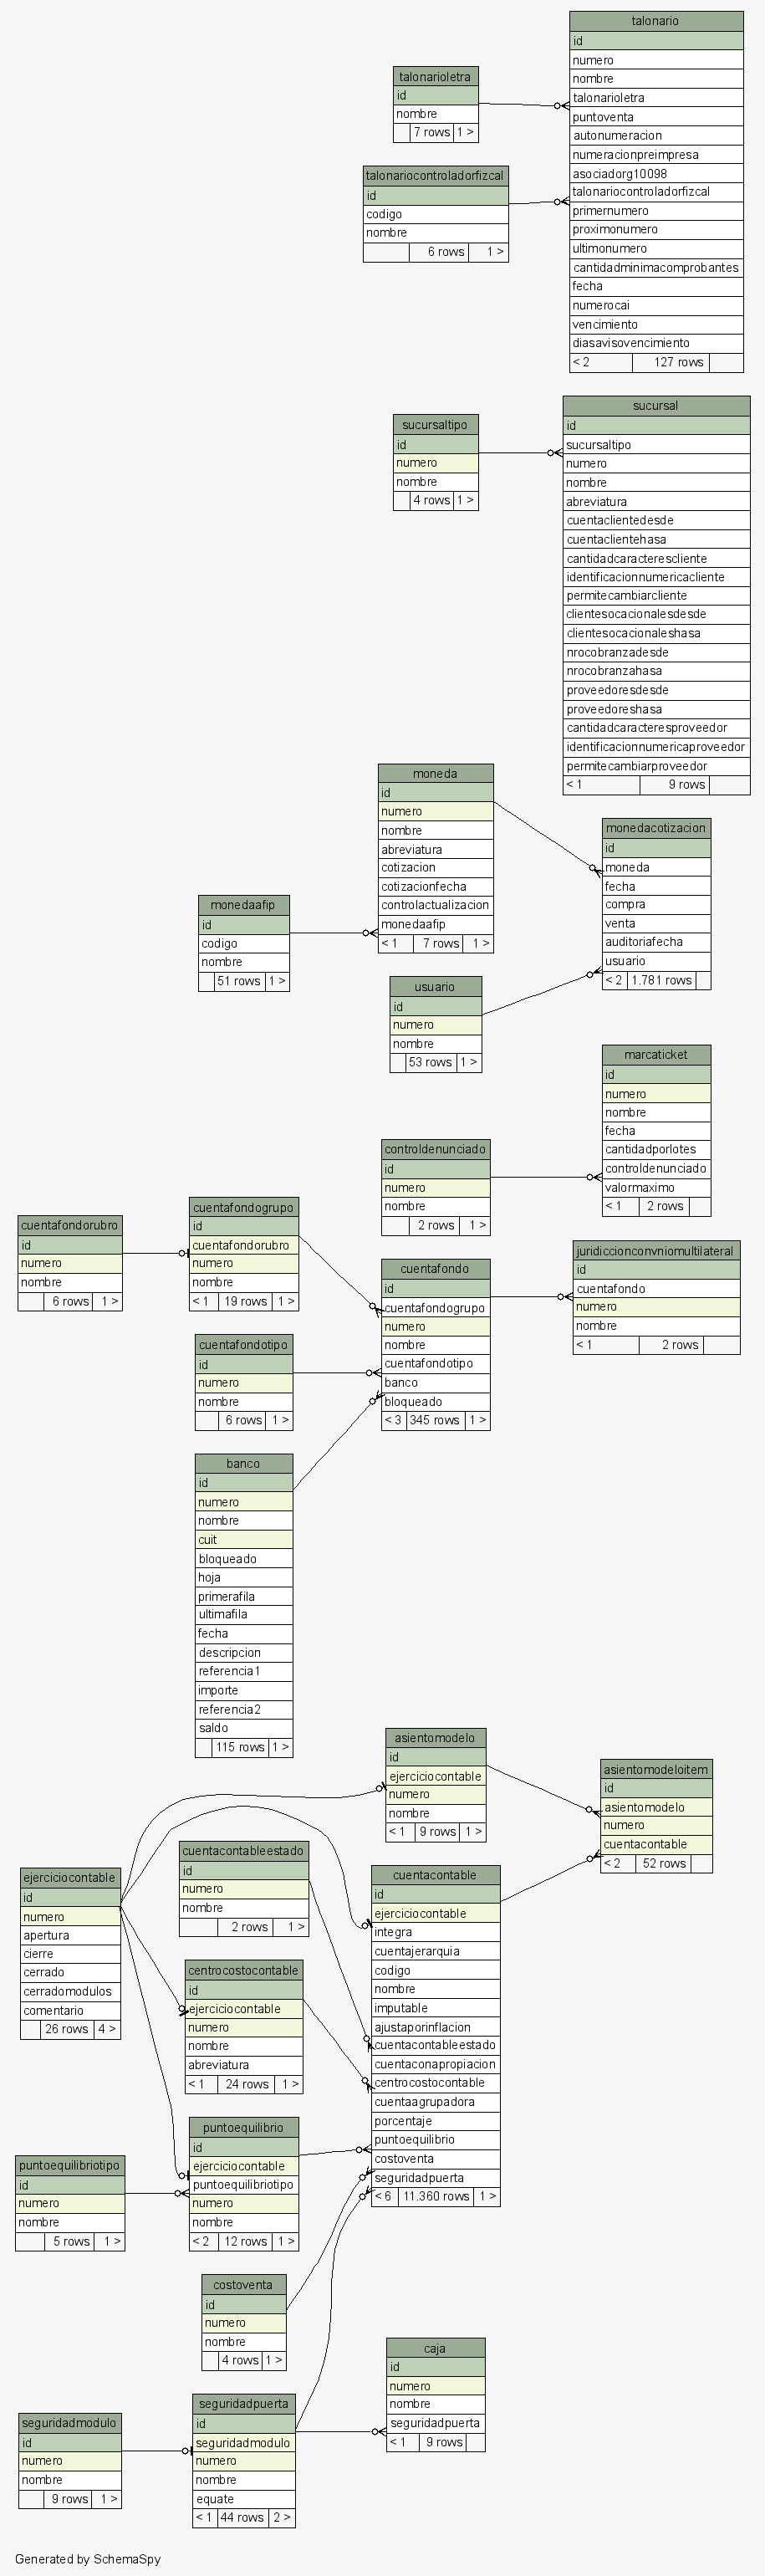 talonario
id
numero
nombre
talonarioletra
puntoventa
autonumeracion
numeracionpreimpresa
asociadorg10098
talonariocontroladorfizcal
primernumero
proximonumero
ultimonumero
cantidadminimacomprobantes
fecha
numerocai
vencimiento
diasavisovencimiento
< 2 127 rows
talonarioletra
id
nombre
7 rows 1 >
talonariocontroladorfizcal
id
codigo
nombre
6 rows 1 >
sucursal
id
sucursaltipo
numero
nombre
abreviatura
cuentaclientedesde
cuentaclientehasa
cantidadcaracterescliente
identificacionnumericacliente
permitecambiarcliente
clientesocacionalesdesde
clientesocacionaleshasa
nrocobranzadesde
nrocobranzahasa
proveedoresdesde
proveedoreshasa
cantidadcaracteresproveedor
identificacionnumericaproveedor
permitecambiarproveedor
< 1 9 rows
sucursaltipo
id
numero
nombre
4 rows 1 >
moneda
id
numero
nombre
abreviatura
cotizacion
cotizacionfecha
controlactualizacion
monedaafip
< 1 7 rows 1 >
monedacotizacion
id
moneda
fecha
compra
venta
auditoriafecha
usuario
< 2 1.781 rows
monedaafip
id
codigo
nombre
51 rows 1 >
usuario
id
numero
nombre
53 rows 1 >
marcaticket
id
numero
nombre
fecha
cantidadporlotes
controldenunciado
valormaximo
< 1 2 rows
controldenunciado
id
numero
nombre
2 rows 1 >
cuentafondorubro
id
numero
nombre
6 rows 1 >
cuentafondogrupo
id
cuentafondorubro
numero
nombre
< 1 19 rows 1 >
cuentafondo
id
cuentafondogrupo
numero
nombre
cuentafondotipo
banco
bloqueado
< 3 345 rows 1 >
juridiccionconvniomultilateral
id
cuentafondo
numero
nombre
< 1 2 rows
cuentafondotipo
id
numero
nombre
6 rows 1 >
banco
id
numero
nombre
cuit
bloqueado
hoja
primerafila
ultimafila
fecha
descripcion
referencia1
importe
referencia2
saldo
115 rows 1 >
asientomodelo
id
ejerciciocontable
numero
nombre
< 1 9 rows 1 >
asientomodeloitem
id
asientomodelo
numero
cuentacontable
< 2 52 rows
ejerciciocontable
id
numero
apertura
cierre
cerrado
cerradomodulos
comentario
26 rows 4 >
cuentacontableestado
id
numero
nombre
2 rows 1 >
cuentacontable
id
ejerciciocontable
integra
cuentajerarquia
codigo
nombre
imputable
ajustaporinflacion
cuentacontableestado
cuentaconapropiacion
centrocostocontable
cuentaagrupadora
porcentaje
puntoequilibrio
costoventa
seguridadpuerta
< 6 11.360 rows 1 >
centrocostocontable
id
ejerciciocontable
numero
nombre
abreviatura
< 1 24 rows 1 >
puntoequilibrio
id
ejerciciocontable
puntoequilibriotipo
numero
nombre
< 2 12 rows 1 >
puntoequilibriotipo
id
numero
nombre
5 rows 1 >
costoventa
id
numero
nombre
4 rows 1 >
caja
id
numero
nombre
seguridadpuerta
< 1 9 rows
seguridadpuerta
id
seguridadmodulo
numero
nombre
equate
< 1 44 rows 2 >
seguridadmodulo
id
numero
nombre
9 rows 1 >
Generated by SchemaSpy